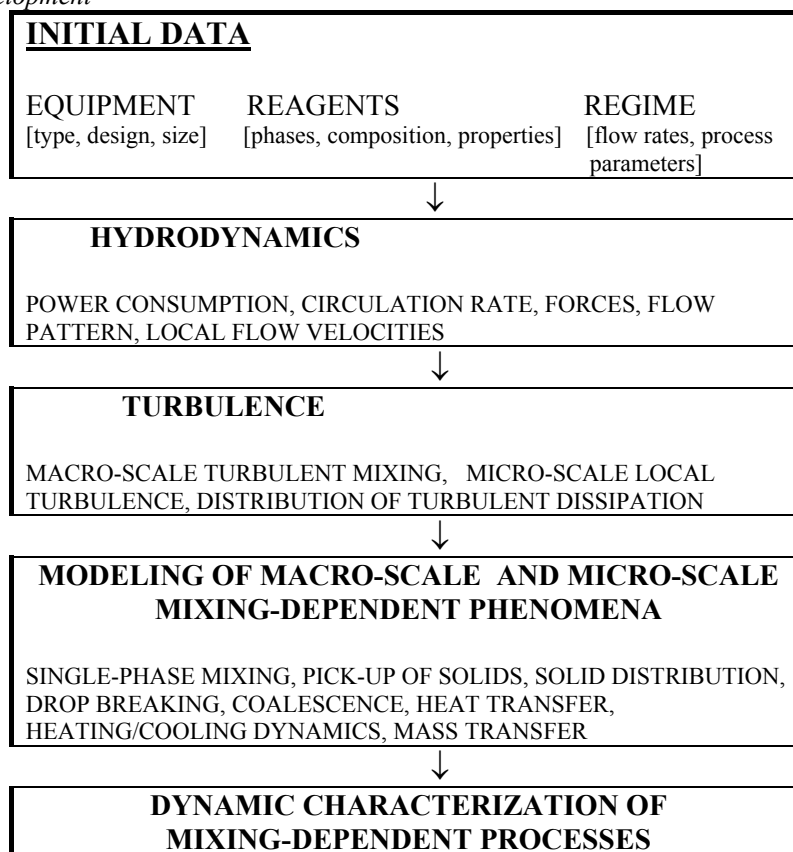 INITIAL DATA
EQUIPMENT REAGENTS REGIME
[type, design, size] [phases, composition, properties] [flow rates, process
parameters]
↓
HYDRODYNAMICS
POWER CONSUMPTION, CIRCULATION RATE, FORCES, FLOW
PATTERN, LOCAL FLOW VELOCITIES
↓
TURBULENCE
MACRO-SCALE TURBULENT MIXING, MICRO-SCALE LOCAL
TURBULENCE, DISTRIBUTION OF TURBULENT DISSIPATION
↓
MODELING OF MACRO-SCALE AND MICRO-SCALE
MIXING-DEPENDENT PHENOMENA
SINGLE-PHASE MIXING, PICK-UP OF SOLIDS, SOLID DISTRIBUTION,
DROP BREAKING, COALESCENCE, HEAT TRANSFER,
HEATING/COOLING DYNAMICS, MASS TRANSFER
↓
DYNAMIC CHARACTERIZATION OF
MIXING-DEPENDENT PROCESSES